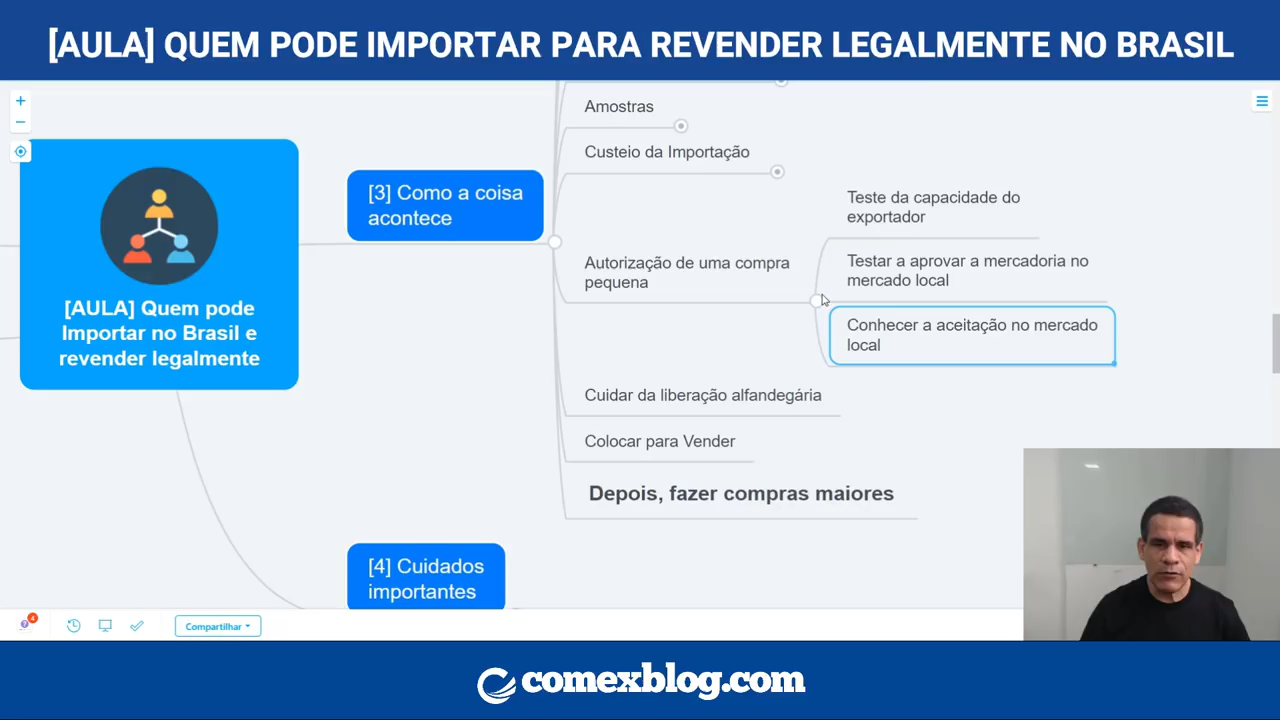 [AULA] QUEM PODE IMPORTAR PARA REVENDER LEGALMENTE NO BRASIL
Amostras
Custeio da Importação
[3] Como a coisa
acontece
Teste da capacidade do
exportador
Autorização de uma compra
pequena
Testar a aprovar a mercadoria no
mercado local
Conhecer a aceitação no mercado
local
[AULA] Quem pode
Importar no Brasil e
revender legalmente
Cuidar da liberação alfandegária
Colocar para Vender
Depois, fazer compras maiores
[4] Cuidados
importantes
4
Compartilhar
comexblog.com